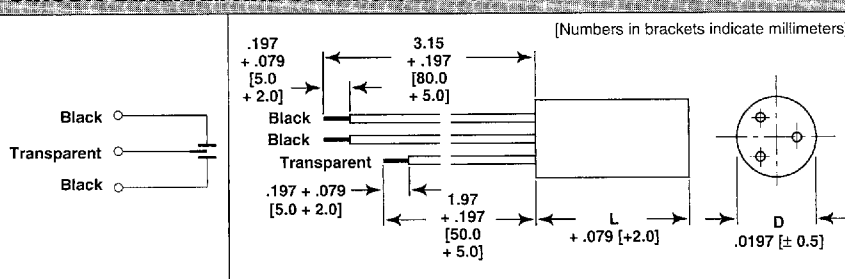 [Numbers in brackets indicate millimeters]
Black
Transparent
Black
.197
+ .079
[5.0
+ 2.0]
3.15
+ .197
[80.0
+ 5.0]
Black
Black
Transparent
.197 + .079
[5.0 + 2.0]
1.97
+ .197
[50.0
+ 5.0]
L
+ .079 [+2.0]
D
.0197 [± 0.5]